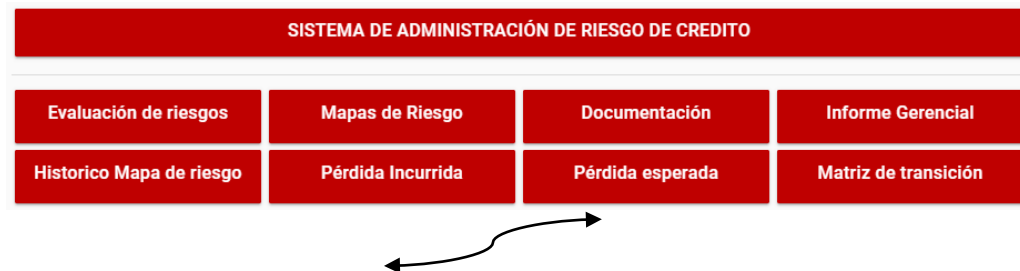 SISTEMA DE ADMINISTRACIÓN DE RIESGO DE CREDITO
Evaluación de riesgos
Mapas de Riesgo
Documentación
Informe Gerencial
Historico Mapa de riesgo
Pérdida Incurrida
Pérdida esperada
Matriz de transición